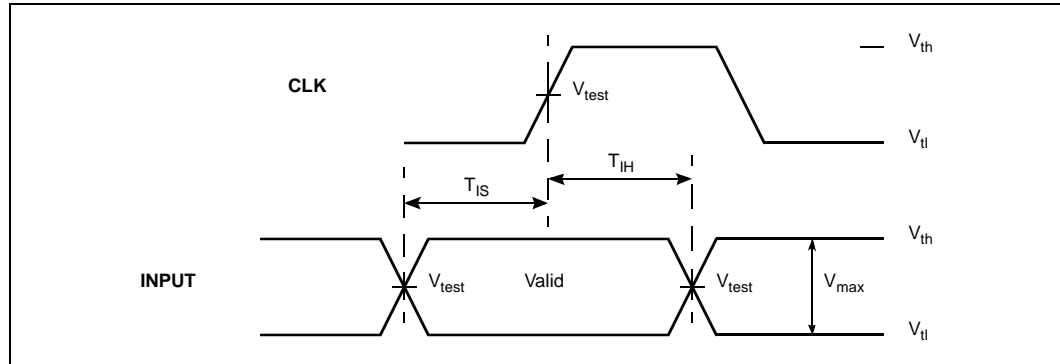 V_th
CLK
V_test
V_tl
T_IH
T_IS
V_th
INPUT
V_test
Valid
V_test
V_max
V_tl